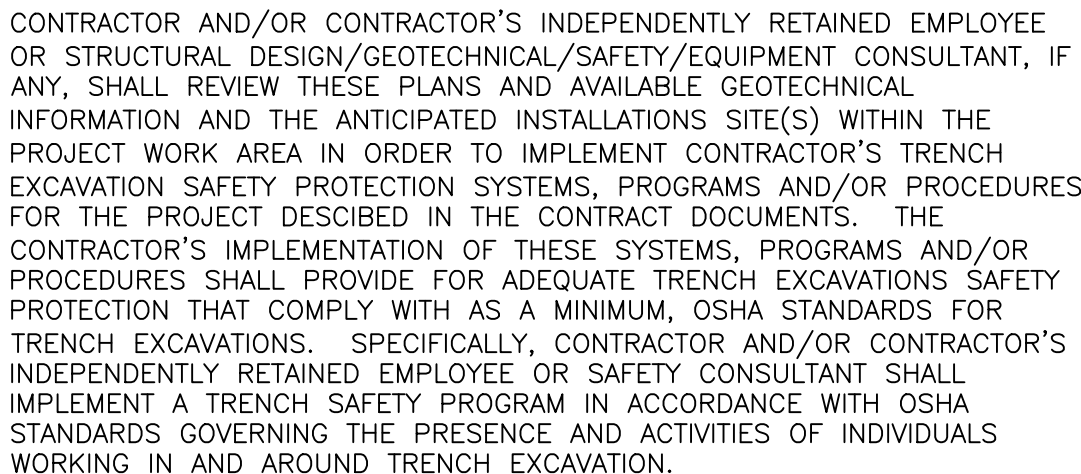 CONTRACTOR AND/OR CONTRACTOR'S INDEPENDENTLY RETAINED EMPLOYEE
OR STRUCTURAL DESIGN/GEOTECHNICAL/SAFETY/EQUIPMENT CONSULTANT, IF
ANY, SHALL REVIEW THESE PLANS AND AVAILABLE GEOTECHNICAL
INFORMATION AND THE ANTICIPATED INSTALLATIONS SITE(S) WITHIN THE
PROJECT WORK AREA IN ORDER TO IMPLEMENT CONTRACTOR'S TRENCH
EXCAVATION SAFETY PROTECTION SYSTEMS, PROGRAMS AND/OR PROCEDURES
FOR THE PROJECT DESCIBED IN THE CONTRACT DOCUMENTS.  THE
CONTRACTOR'S IMPLEMENTATION OF THESE SYSTEMS, PROGRAMS AND/OR
PROCEDURES SHALL PROVIDE FOR ADEQUATE TRENCH EXCAVATIONS SAFETY
PROTECTION THAT COMPLY WITH AS A MINIMUM, OSHA STANDARDS FOR
TRENCH EXCAVATIONS.  SPECIFICALLY, CONTRACTOR AND/OR CONTRACTOR'S
INDEPENDENTLY RETAINED EMPLOYEE OR SAFETY CONSULTANT SHALL
IMPLEMENT A TRENCH SAFETY PROGRAM IN ACCORDANCE WITH OSHA
STANDARDS GOVERNING THE PRESENCE AND ACTIVITIES OF INDIVIDUALS
WORKING IN AND AROUND TRENCH EXCAVATION.